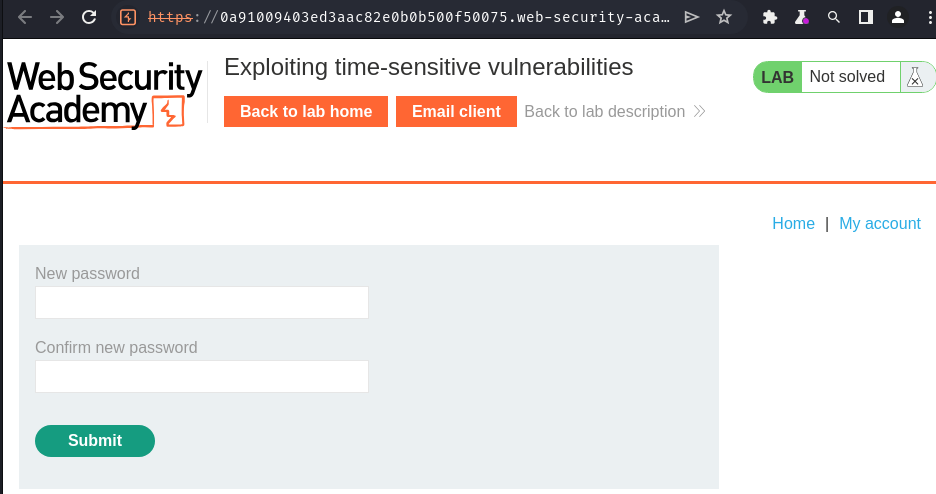 https://0a91009403ed3aac82e0b0b500f50075.web-security-aca…
Web Security
Academy
Exploiting time-sensitive vulnerabilities
LAB Not solved
Back to lab home Email client Back to lab description
Home | My account
New password
Confirm new password
Submit